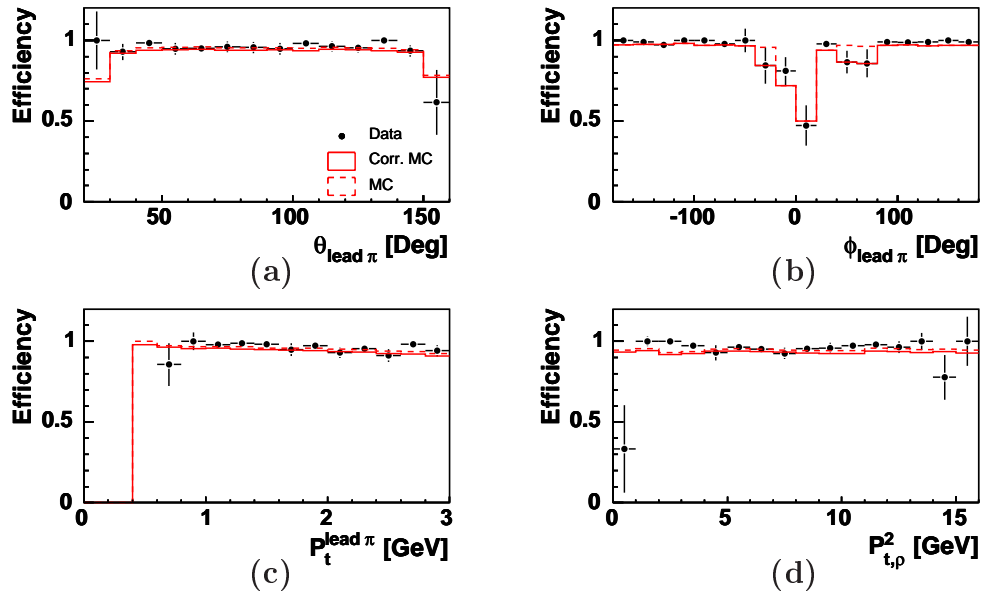 Efficiency
1
0.5
0
Data
Corr. MC
MC
50 100 150
θlead π [Deg]
(a)
Efficiency
1
0.5
0
-100 0 100
ϕlead π [Deg]
(b)
Efficiency
1
0.5
0
0 1 2 3
Ptlead π [GeV]
(c)
Efficiency
1
0.5
0
0 5 10 15
P2t,ρ [GeV]
(d)